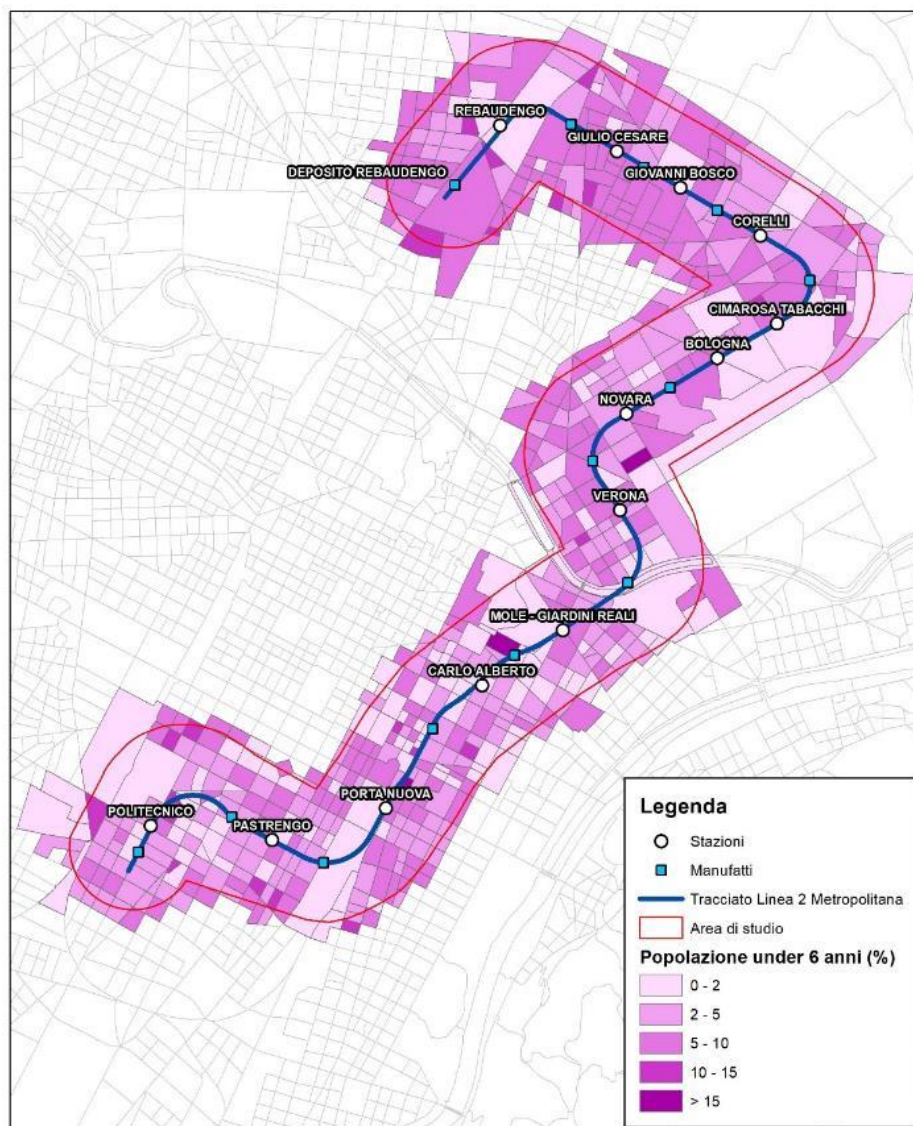 REBAUDENGO
GIULIO CESARE
DEPOSITO REBAUDENGO
GIOVANNI BOSCO
CORELLI
CIMAROSA TABACCHI
BOLOGNA
NOVARA
VERONA
MOLE - GIARDINI REALI
CARLO ALBERTO
PORTA NUOVA
POLITECNICO
PASTRENGO
Legenda
Stazioni
Manufatti
Tracciato Linea 2 Metropolitana
Area di studio
Popolazione under 6 anni (%)
0 - 2
2 - 5
5 - 10
10 - 15
> 15